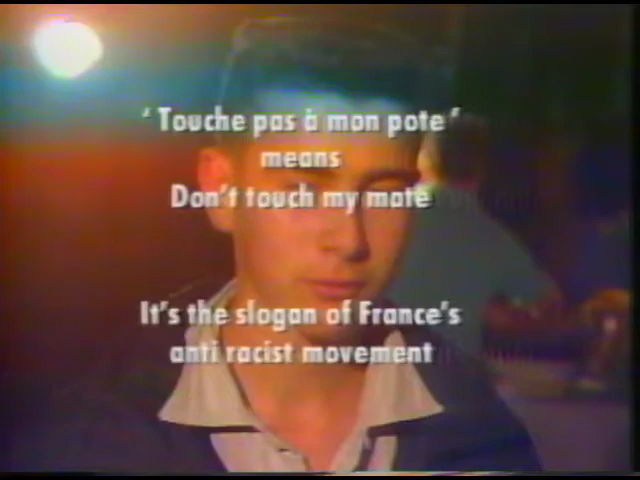 ‘Touche pas à mon pote’
means
Don't touch my mate
It's the slogan of France's
anti racist movement